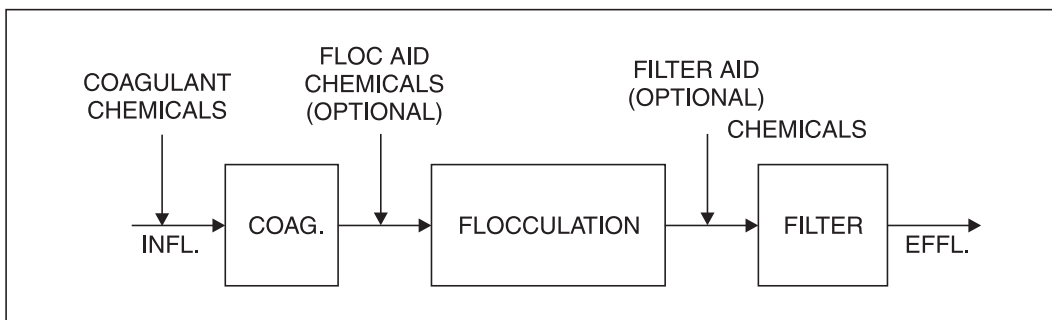 COAGULANT
CHEMICALS
FLOC AID
CHEMICALS
(OPTIONAL)
FILTER AID
(OPTIONAL)
CHEMICALS
INFL.
COAG.
FLOCCULATION
FILTER
EFFL.